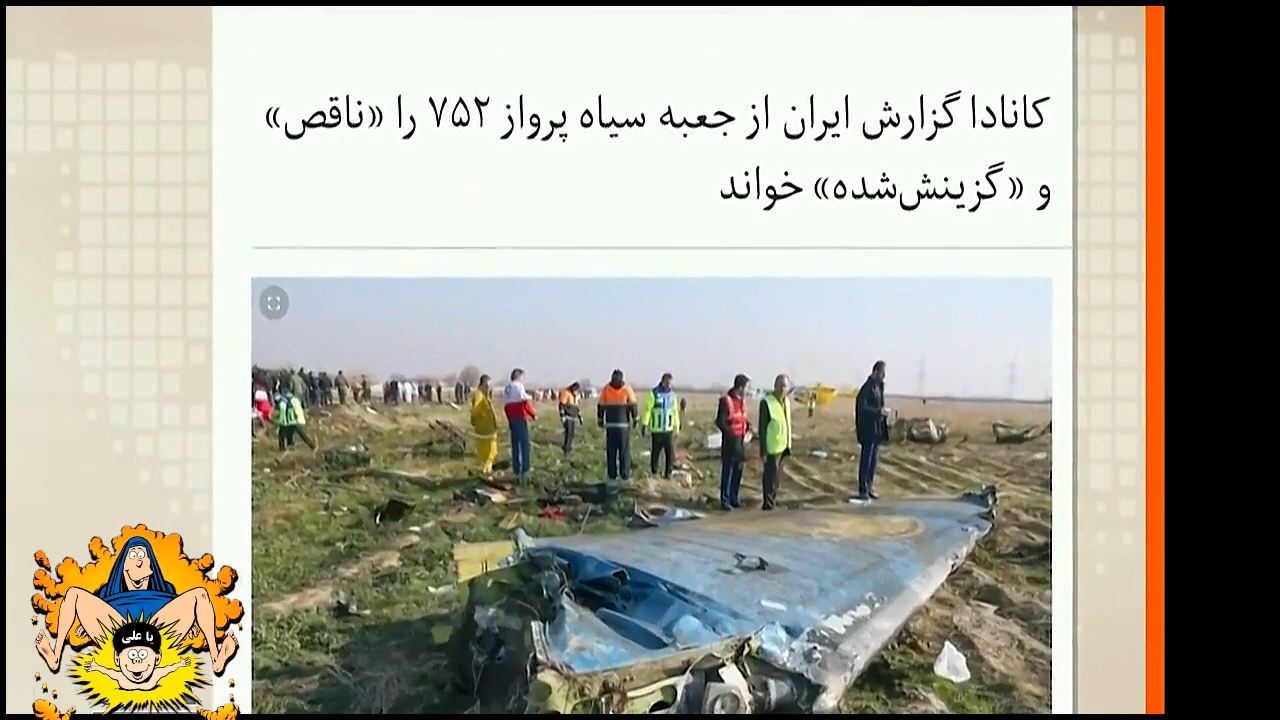 کانادا گزارش ایران از جعبه سیاه پرواز ۷۵۲ را «ناقص»
و «گزینش‌شده» خواند
یا علی